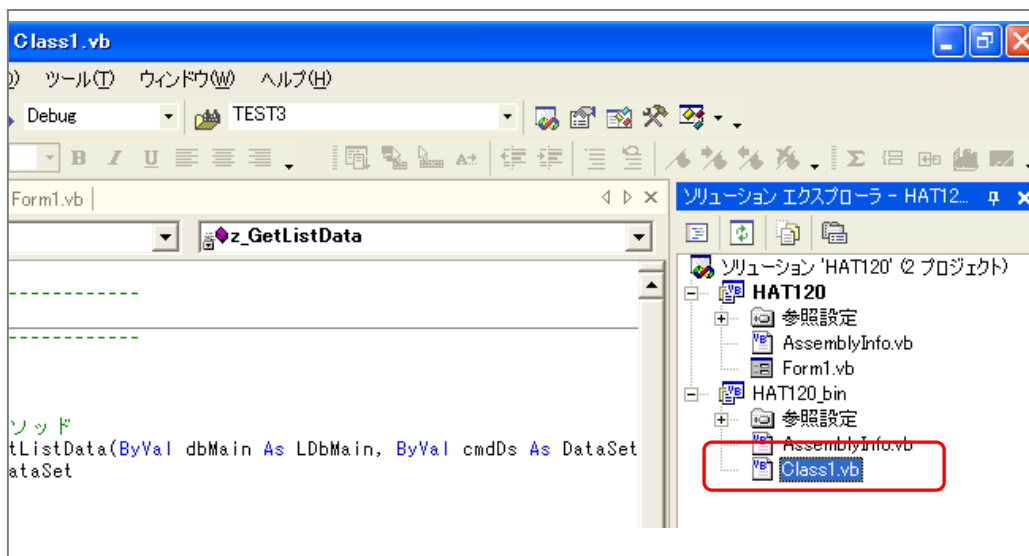 Class1.vb
) ツール(T) ウィンドウ(W) ヘルプ(H)
Debug TEST3
B I U
Form1.vb
ソリューション エクスプローラ - HAT12...
z_GetListData
ソリューション 'HAT120' (2 プロジェクト)
HAT120
参照設定
AssemblyInfo.vb
Form1.vb
HAT120_bin
参照設定
AssemblyInfo.vb
Class1.vb
------------
------------
ソッド
tListData(ByVal dbMain As LDbMain, ByVal cmdDs As DataSet
ataSet